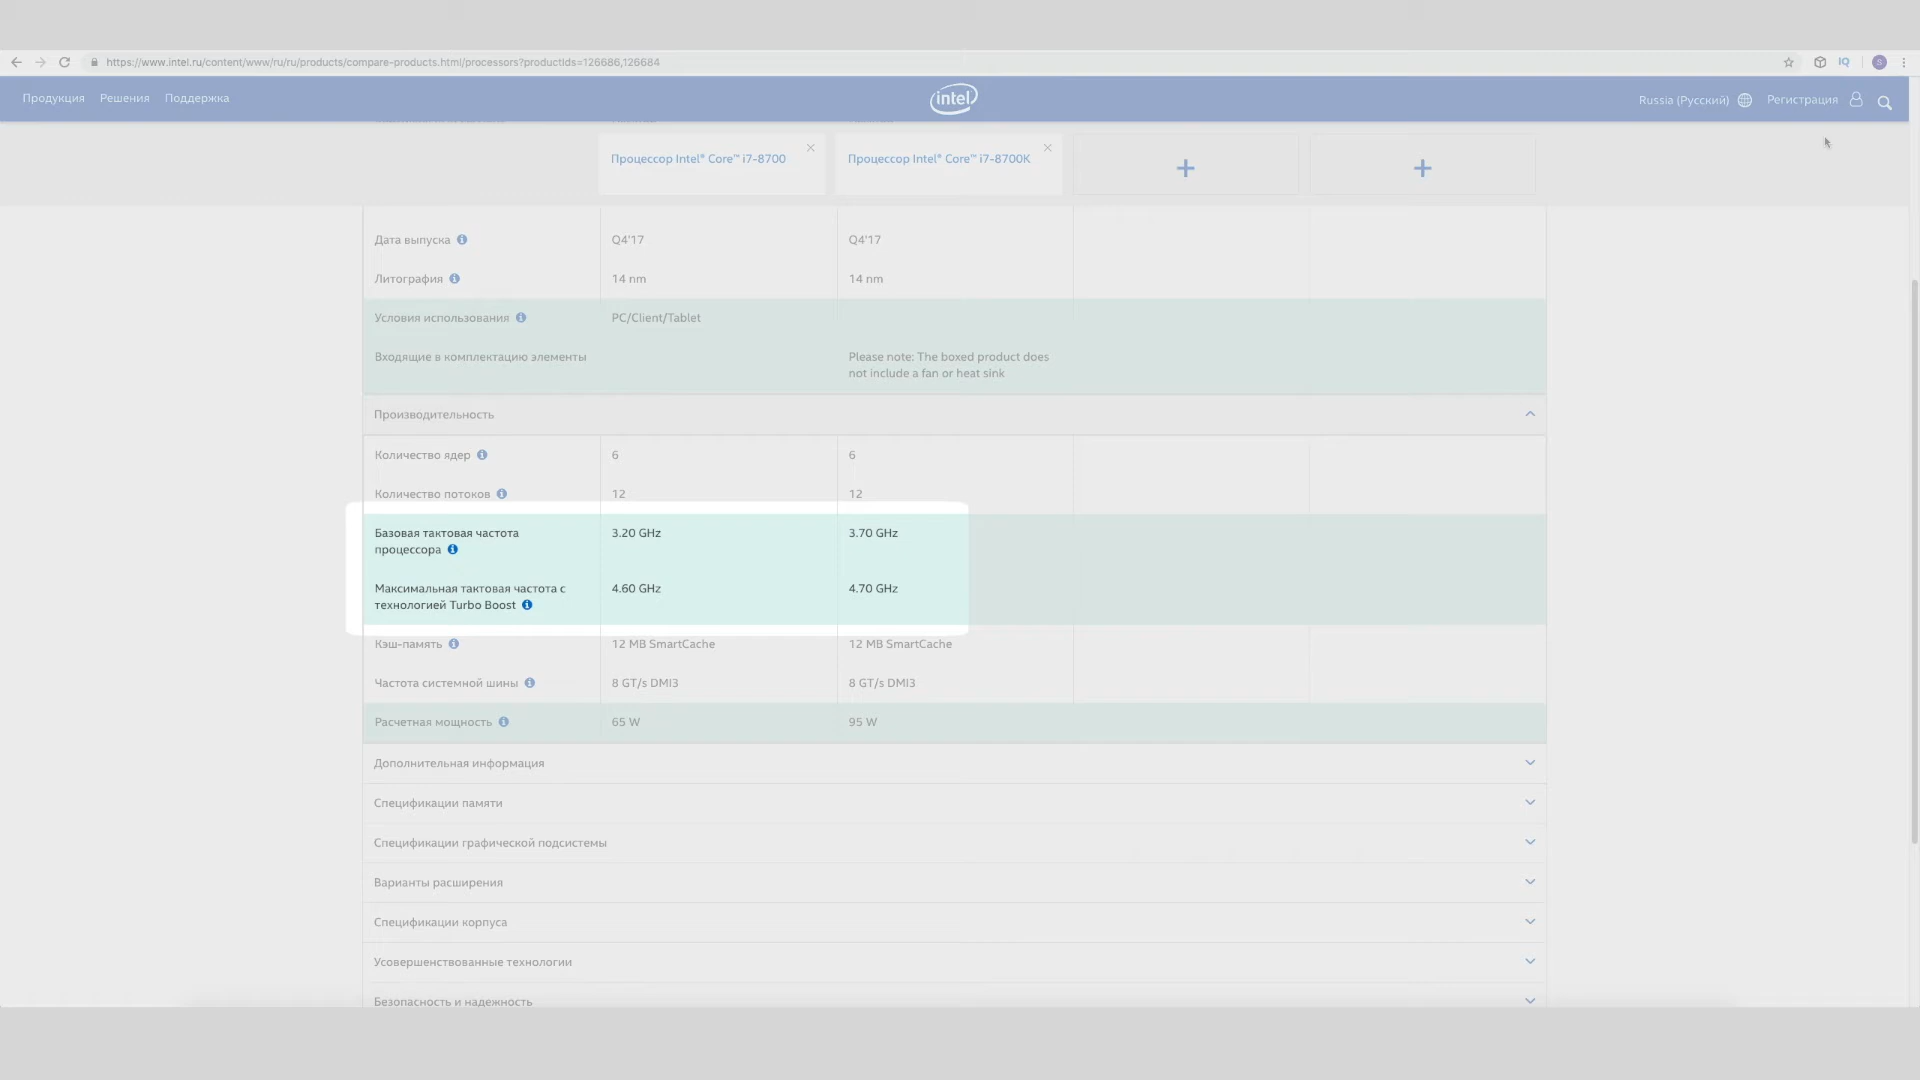 https://www.intel.ru/content/www/ru/ru/products/compare-products.html/processors?productIds=126686,126684
IQ
S
Продукция Решения Поддержка
intel
Russia (Русский)
Регистрация
Процессор Intel® Core™ i7-8700
Процессор Intel® Core™ i7-8700K
Дата выпуска Q4'17 Q4'17
Литография 14 nm 14 nm
Условия использования PC/Client/Tablet
Входящие в комплектацию элементы Please note: The boxed product does
not include a fan or heat sink
Производительность
Количество ядер 6 6
Количество потоков 12 12
Базовая тактовая частота 3.20 GHz 3.70 GHz
процессора
Максимальная тактовая частота с 4.60 GHz 4.70 GHz
технологией Turbo Boost
Кэш-память 12 MB SmartCache 12 MB SmartCache
Частота системной шины 8 GT/s DMI3 8 GT/s DMI3
Расчетная мощность 65 W 95 W
Дополнительная информация
Спецификации памяти
Спецификации графической подсистемы
Варианты расширения
Спецификации корпуса
Усовершенствованные технологии
Безопасность и надежность